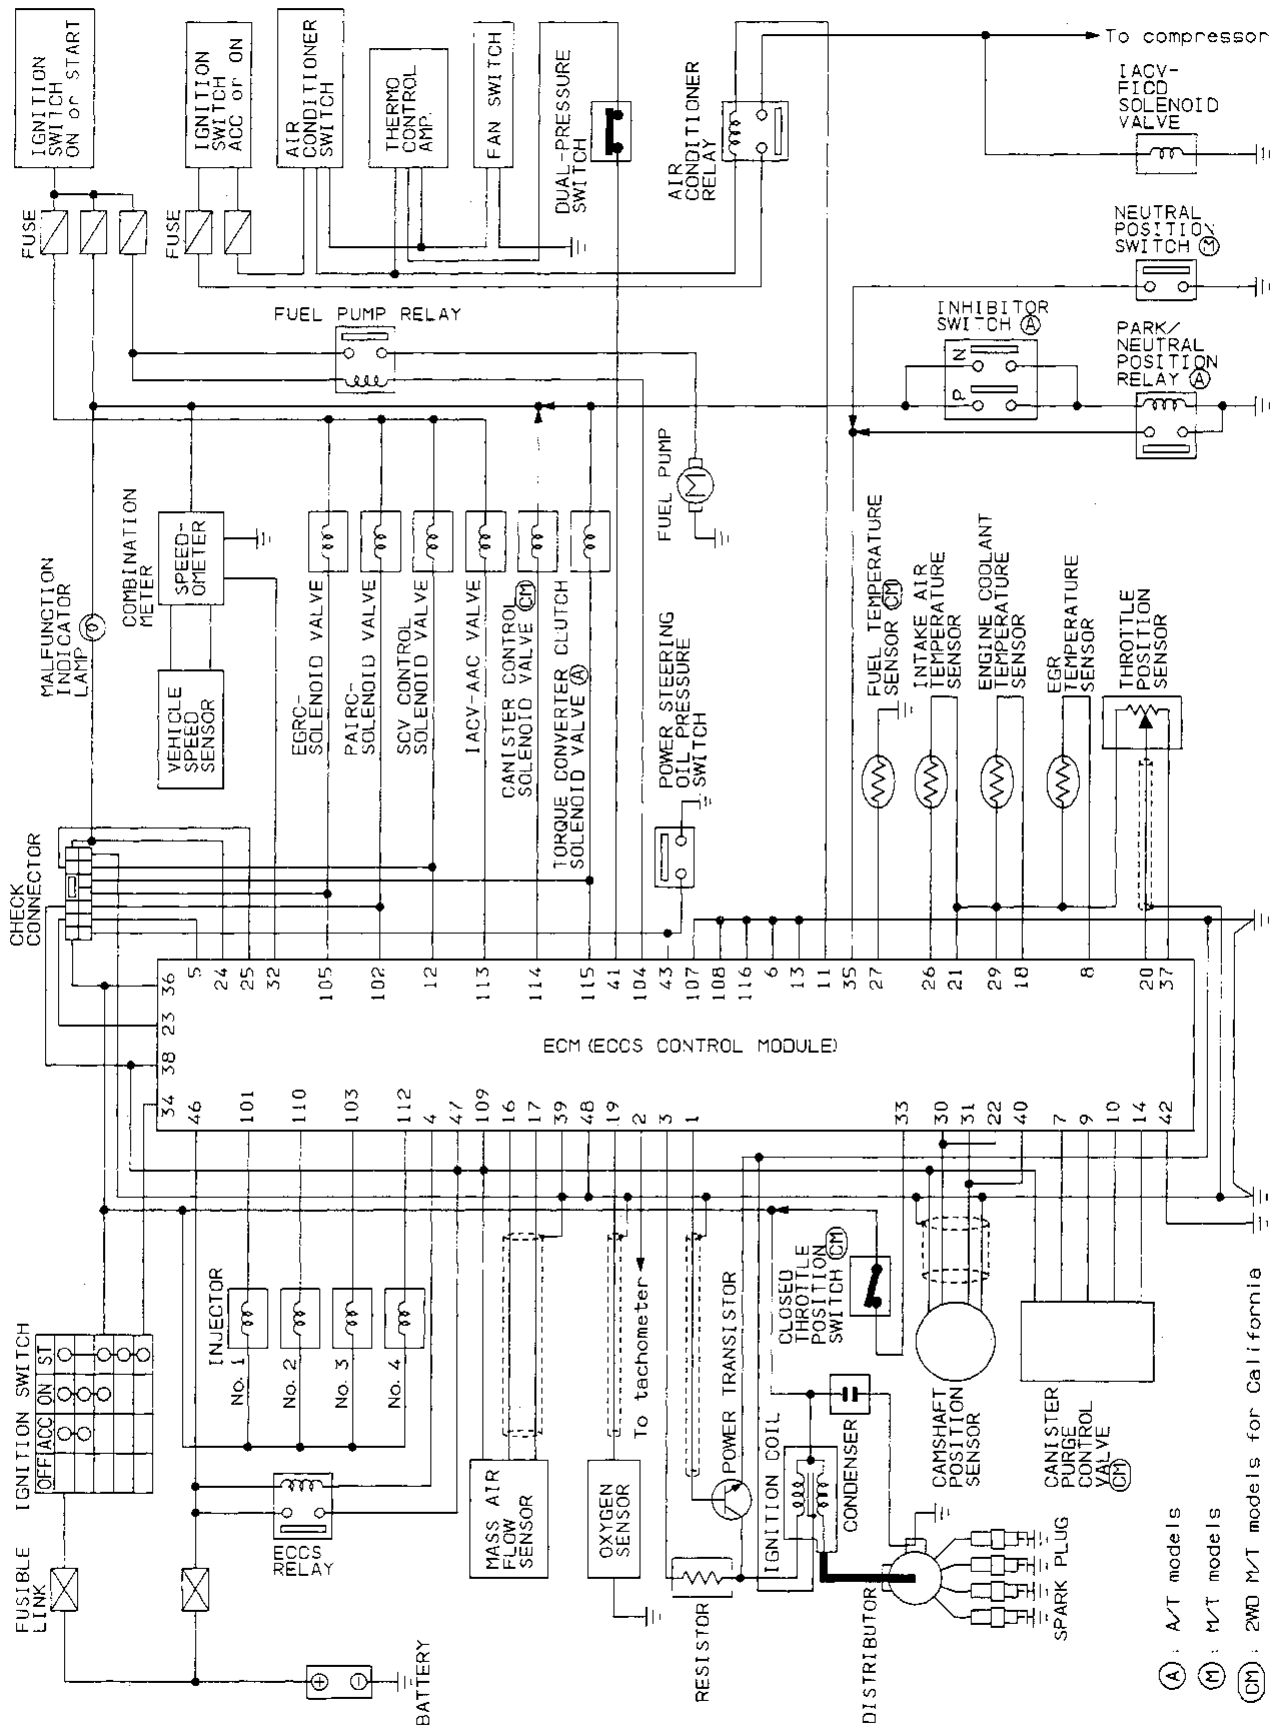 IGNITION
SWITCH
ON or START
IGNITION
SWITCH
ACC or ON
AIR
CONDITIONER
SWITCH
THERMO
CONTROL
AMP.
FAN SWITCH
DUAL-PRESSURE
SWITCH
AIR
CONDITIONER
RELAY
To compressor
IACV-
FICD
SOLENOID
VALVE
FUSE
FUSE
NEUTRAL
POSITION
SWITCH M
FUEL PUMP RELAY
INHIBITOR
SWITCH A
N
P
PARK/
NEUTRAL
POSITION
RELAY A
MALFUNCTION
INDICATOR
LAMP
COMBINATION
METER
SPEED-
OMETER
VEHICLE
SPEED
SENSOR
EGRC-
SOLENOID VALVE
PAIRC-
SOLENOID VALVE
SCV CONTROL
SOLENOID VALVE
IACV-AAC VALVE
CANISTER CONTROL
SOLENOID VALVE CM
TORQUE CONVERTER CLUTCH
SOLENOID VALVE A
FUEL PUMP
M
POWER STEERING
OIL PRESSURE
SWITCH
FUEL TEMPERATURE
SENSOR CM
INTAKE AIR
TEMPERATURE
SENSOR
ENGINE COOLANT
TEMPERATURE
SENSOR
EGR
TEMPERATURE
SENSOR
THROTTLE
POSITION
SENSOR
CHECK
CONNECTOR
36
5
24
25
32
105
102
12
113
114
115
41
104
43
107
108
116
6
13
11
35
27
26
21
29
18
8
20
37
23
38
34
ECM (ECCS CONTROL MODULE)
46
101
110
103
112
4
47
109
16
17
39
48
19
2
3
1
33
30
31
22
40
7
9
10
14
42
IGNITION SWITCH
OFF ACC ON ST
INJECTOR
No. 1
No. 2
No. 3
No. 4
FUSIBLE
LINK
ECCS
RELAY
BATTERY
MASS AIR
FLOW
SENSOR
OXYGEN
SENSOR
To tachometer
RESISTOR
POWER TRANSISTOR
IGNITION COIL
CONDENSER
CLOSED
THROTTLE
POSITION
SWITCH CM
DISTRIBUTOR
SPARK PLUG
CAMSHAFT
POSITION
SENSOR
CANISTER
PURGE
CONTROL
VALVE
CM
A : A/T models
M : M/T models
CM : 2WD M/T models for California